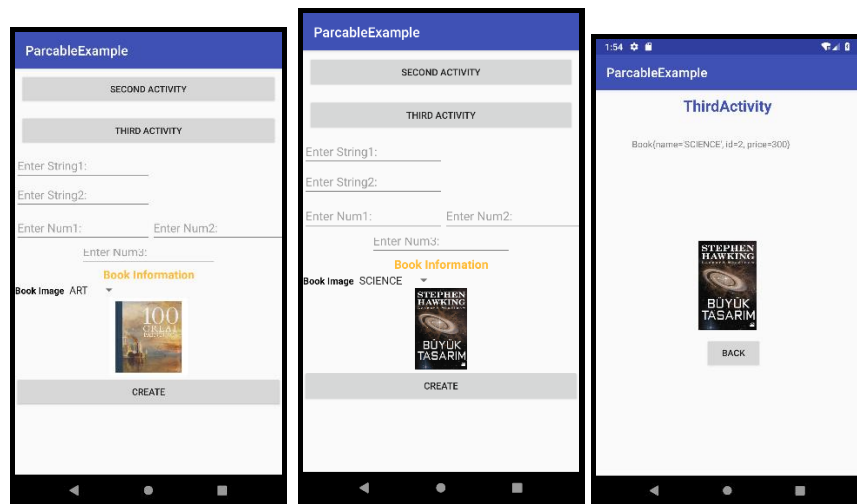 ParcableExample
SECOND ACTIVITY
THIRD ACTIVITY
Enter String1:
Enter String2:
Enter Num1: Enter Num2:
Enter Num3:
Book Information
Book Image ART
100
GREAT
CREATE
ParcableExample
SECOND ACTIVITY
THIRD ACTIVITY
Enter String1:
Enter String2:
Enter Num1: Enter Num2:
Enter Num3:
Book Information
Book Image SCIENCE
STEPHEN
HAWKING
BÜYÜK
TASARIM
CREATE
1:54
ParcableExample
ThirdActivity
Book{name='SCIENCE', id=2, price=300}
STEPHEN
HAWKING
BÜYÜK
TASARIM
BACK